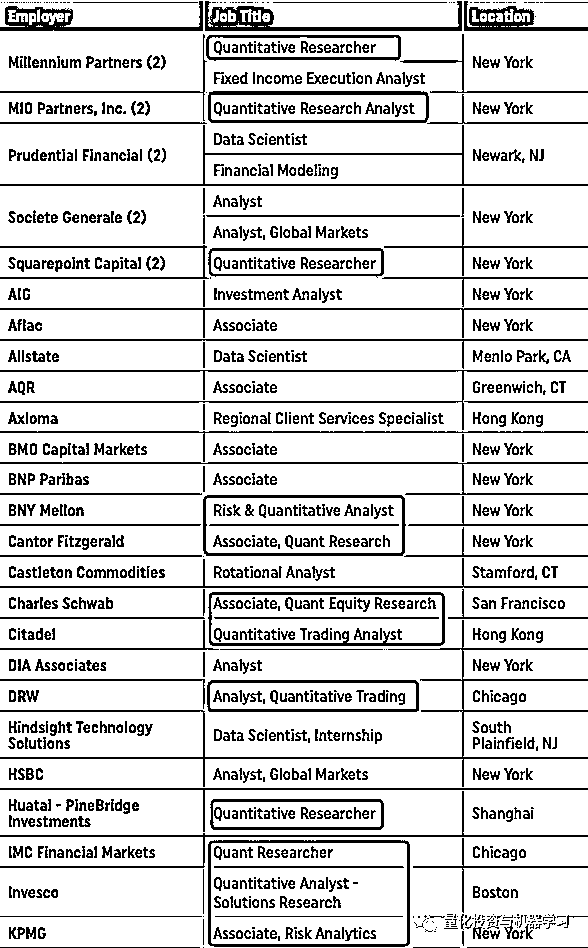 Employer Job Title Location
Millennium Partners (2) Quantitative Researcher New York
Fixed Income Execution Analyst
M10 Partners, Inc. (2) Quantitative Research Analyst New York
Prudential Financial (2) Data Scientist Newark, NJ
Financial Modeling
Societe Generale (2) Analyst New York
Analyst, Global Markets
Squarepoint Capital (2) Quantitative Researcher New York
AIG Investment Analyst New York
Aflac Associate New York
Allstate Data Scientist Menlo Park, CA
AQR Associate Greenwich, CT
Axioma Regional Client Services Specialist Hong Kong
BMO Capital Markets Associate New York
BNP Paribas Associate New York
BNY Mellon Risk & Quantitative Analyst New York
Cantor Fitzgerald Associate, Quant Research New York
Castleton Commodities Rotational Analyst Stamford, CT
Charles Schwab Associate, Quant Equity Research San Francisco
Citadel Quantitative Trading Analyst Hong Kong
DIA Associates Analyst New York
DRW Analyst, Quantitative Trading Chicago
Hindsight Technology
Solutions Data Scientist, Internship South
Plainfield, NJ
HSBC Analyst, Global Markets New York
Huatai - PineBridge
Investments Quantitative Researcher Shanghai
IMC Financial Markets Quant Researcher Chicago
Invesco Quantitative Analyst -
Solutions Research Boston
KPMG Associate, Risk Analytics New York
量化投资与机器学习